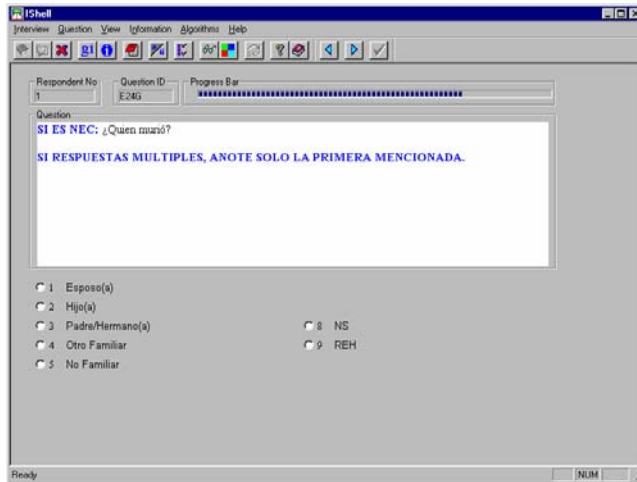 IShell
Interview Question View Information Algorithms Help
Respondent No
1
Question ID
E24G
Progress Bar
Question
SI ES NEC: ¿Quien murió?
SI RESPUESTAS MULTIPLES, ANOTE SOLO LA PRIMERA MENCIONADA.
1 Esposo(a)
2 Hijo(a)
3 Padre/Hermano(a)
4 Otro Familiar
5 No Familiar
8 NS
9 REH
Ready
NUM